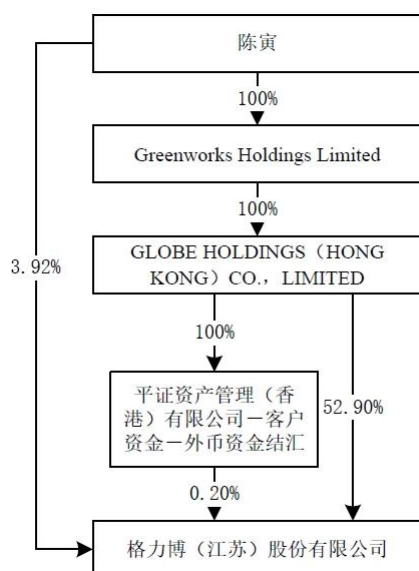 陈寅
100%
Greenworks Holdings Limited
100%
GLOBE HOLDINGS（HONG
KONG）CO.，LIMITED
3.92%
100%
平证资产管理（香
港）有限公司－客户
资金－外币资金结汇
52.90%
0.20%
格力博（江苏）股份有限公司